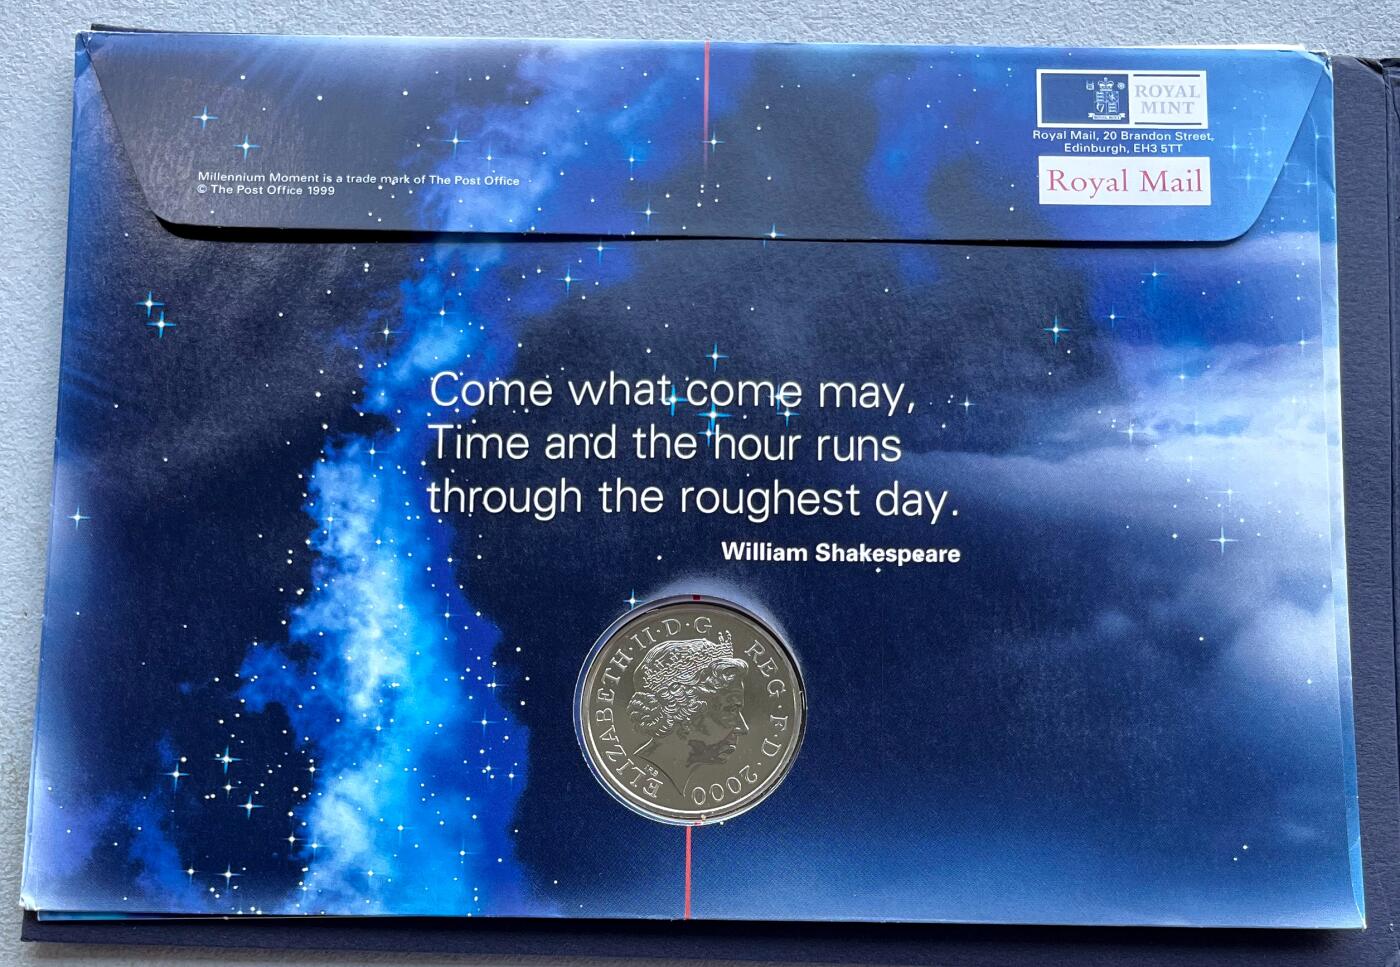 ROYAL
MINT
Royal Mail, 20 Brandon Street,
Edinburgh, EH3 5TT
Royal Mail
Millennium Moment is a trade mark of The Post Office
© The Post Office 1999
Come what come may,
Time and the hour runs
through the roughest day.
William Shakespeare
ELIZABETH·II·D·G REG·F·D·2000
IRB